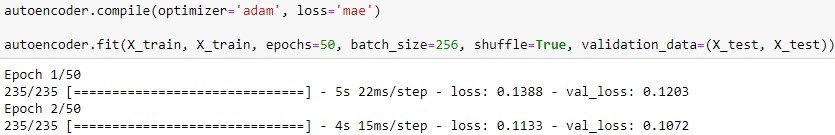 autoencoder.compile(optimizer='adam', loss='mae')
autoencoder.fit(X_train, X_train, epochs=50, batch_size=256, shuffle=True, validation_data=(X_test, X_test))
Epoch 1/50
235/235 [==============================] - 5s 22ms/step - loss: 0.1388 - val_loss: 0.1203
Epoch 2/50
235/235 [==============================] - 4s 15ms/step - loss: 0.1133 - val_loss: 0.1072